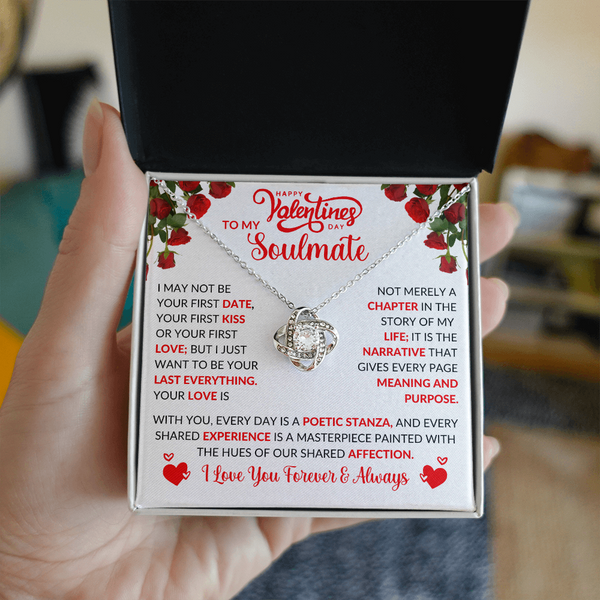 HAPPY
Valentines
DAY
TO MY
Soulmate
I MAY NOT BE
YOUR FIRST DATE,
YOUR FIRST KISS
OR YOUR FIRST
LOVE; BUT I JUST
WANT TO BE YOUR
LAST EVERYTHING.
YOUR LOVE IS
NOT MERELY A
CHAPTER IN THE
STORY OF MY
LIFE; IT IS THE
NARRATIVE THAT
GIVES EVERY PAGE
MEANING AND
PURPOSE.
WITH YOU, EVERY DAY IS A POETIC STANZA, AND EVERY
SHARED EXPERIENCE IS A MASTERPIECE PAINTED WITH
THE HUES OF OUR SHARED AFFECTION.
I Love You Forever & Always